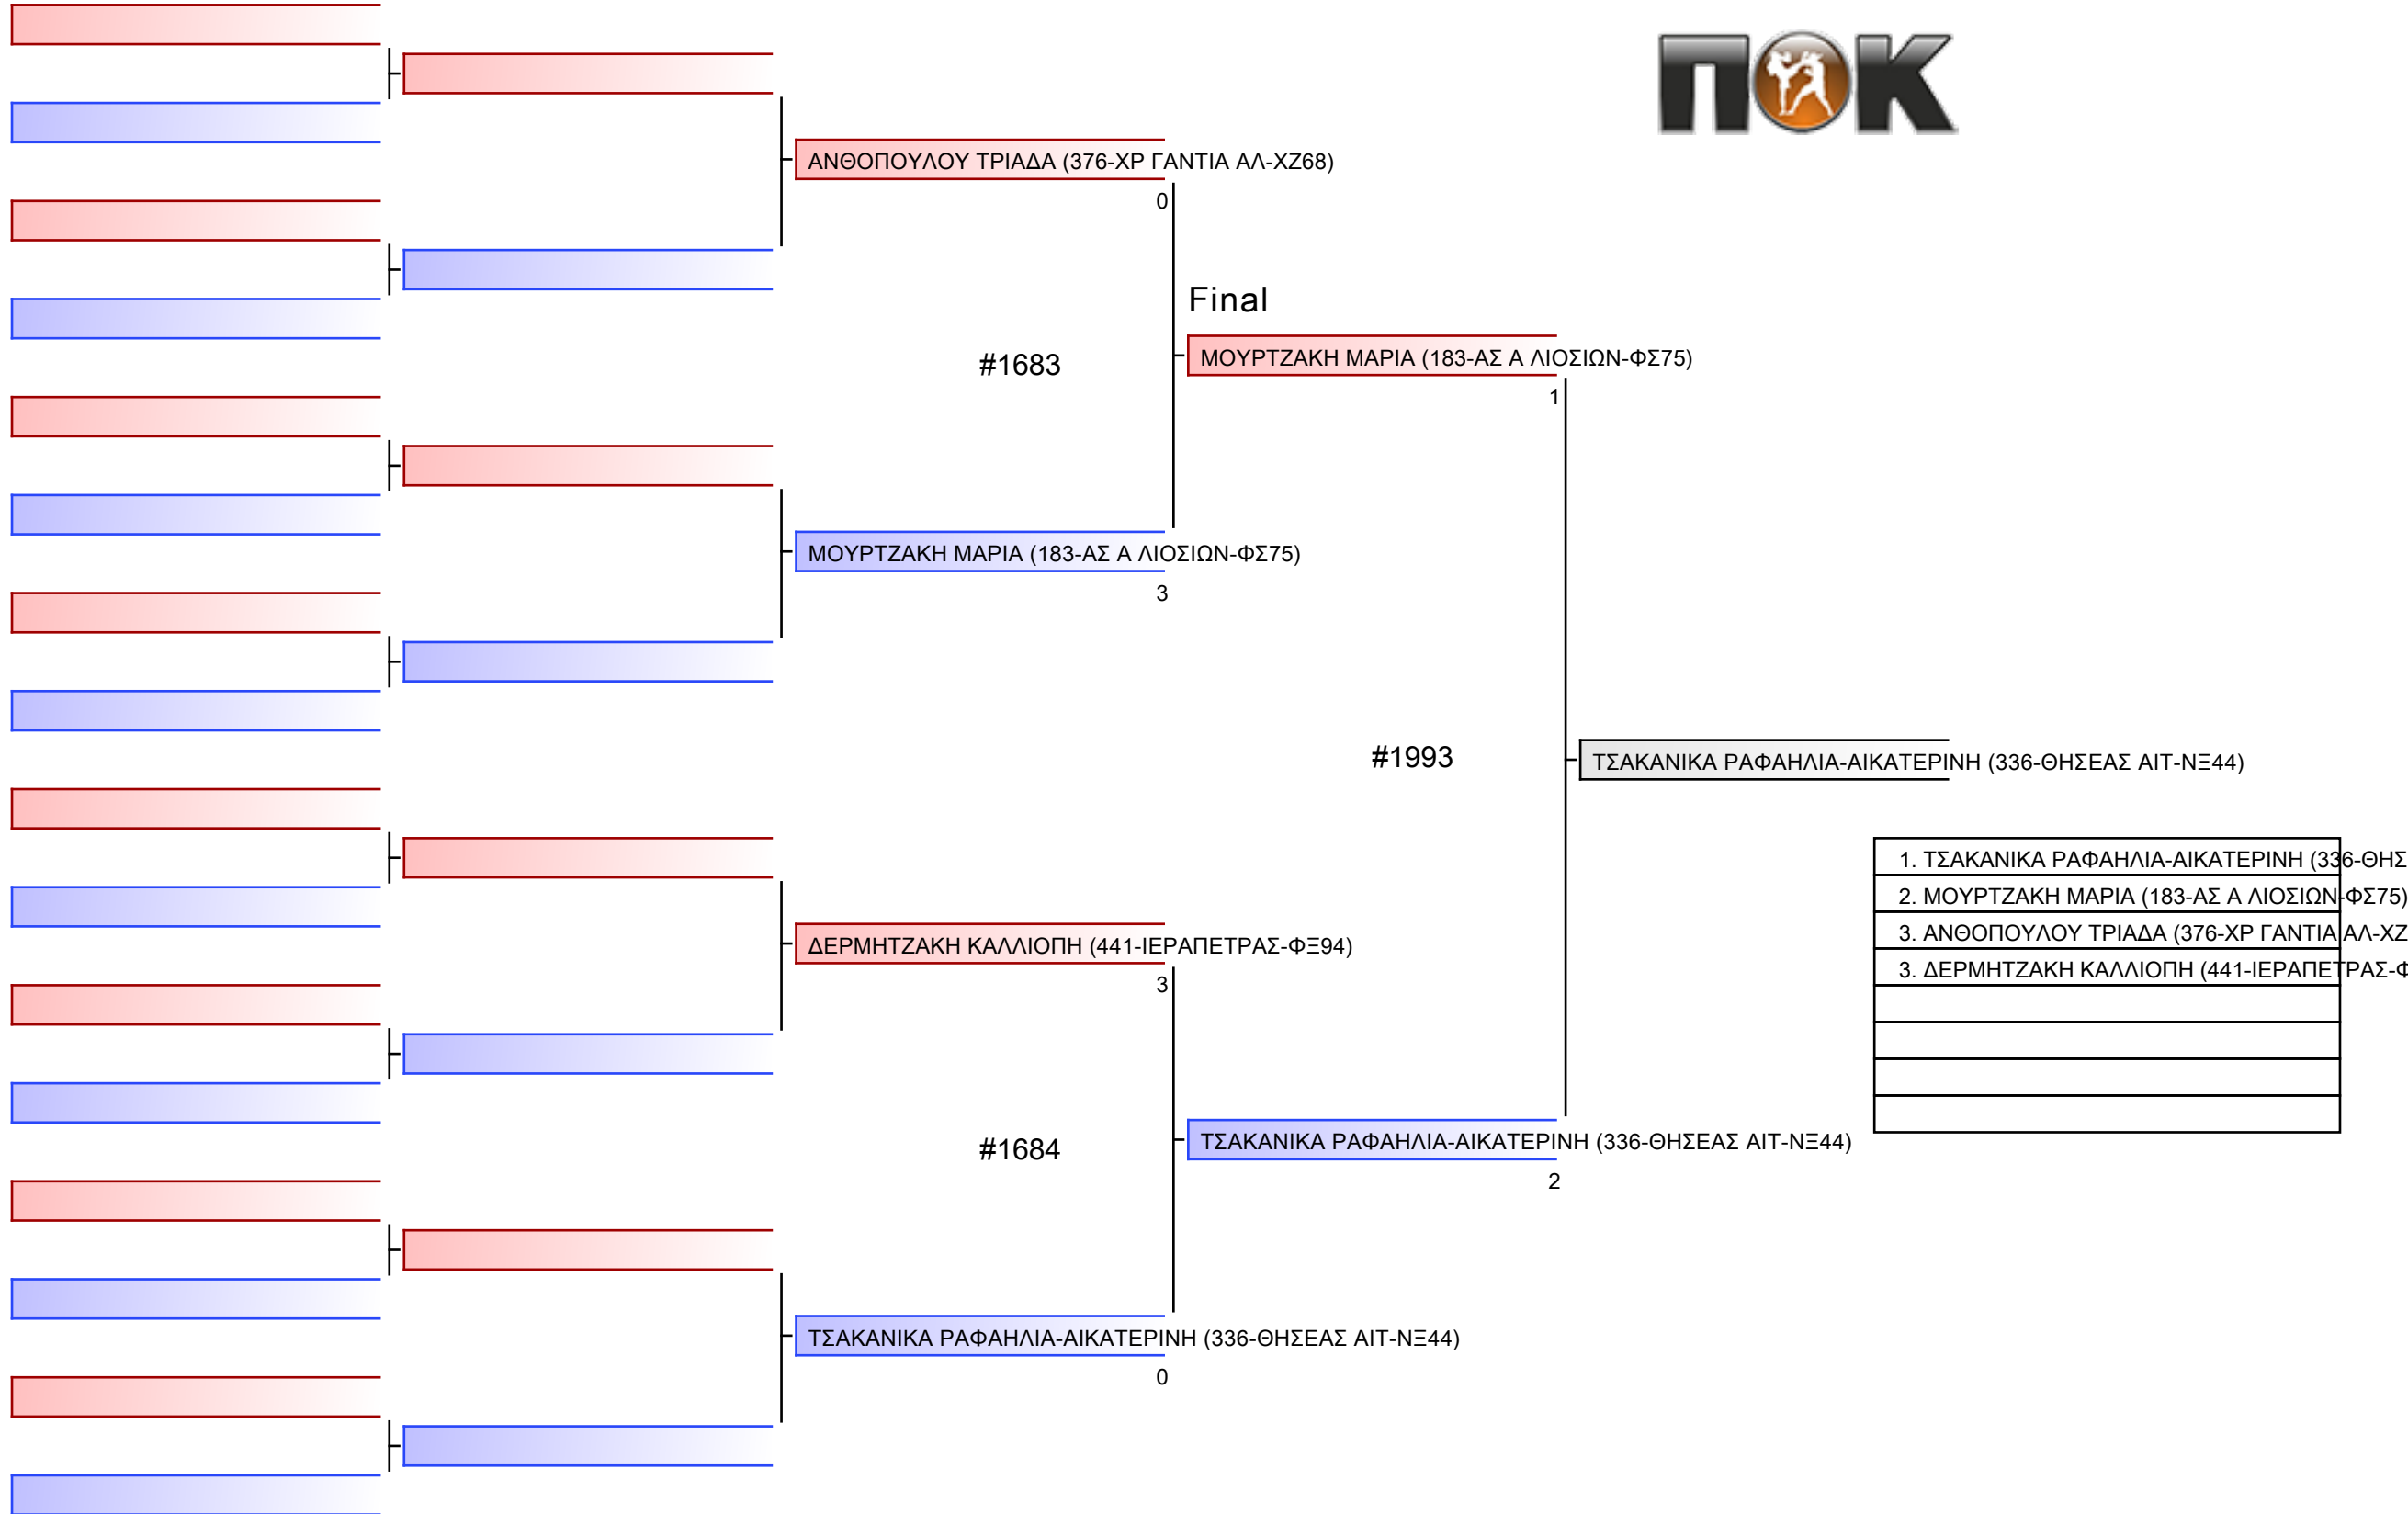 ΠΟΚ
ΑΝΘΟΠΟΥΛΟΥ ΤΡΙΑΔΑ (376-ΧΡ ΓΑΝΤΙΑ ΑΛ-ΧΖ68)
0
Final
#1683
ΜΟΥΡΤΖΑΚΗ ΜΑΡΙΑ (183-ΑΣ Α ΛΙΟΣΙΩΝ-ΦΣ75)
1
ΜΟΥΡΤΖΑΚΗ ΜΑΡΙΑ (183-ΑΣ Α ΛΙΟΣΙΩΝ-ΦΣ75)
3
#1993
ΤΣΑΚΑΝΙΚΑ ΡΑΦΑΗΛΙΑ-ΑΙΚΑΤΕΡΙΝΗ (336-ΘΗΣΕΑΣ ΑΙΤ-ΝΞ44)
1. ΤΣΑΚΑΝΙΚΑ ΡΑΦΑΗΛΙΑ-ΑΙΚΑΤΕΡΙΝΗ (336-ΘΗΣ
2. ΜΟΥΡΤΖΑΚΗ ΜΑΡΙΑ (183-ΑΣ Α ΛΙΟΣΙΩΝ-ΦΣ75)
3. ΑΝΘΟΠΟΥΛΟΥ ΤΡΙΑΔΑ (376-ΧΡ ΓΑΝΤΙΑ ΑΛ-ΧΖ
3. ΔΕΡΜΗΤΖΑΚΗ ΚΑΛΛΙΟΠΗ (441-ΙΕΡΑΠΕΤΡΑΣ-Φ
ΔΕΡΜΗΤΖΑΚΗ ΚΑΛΛΙΟΠΗ (441-ΙΕΡΑΠΕΤΡΑΣ-ΦΞ94)
3
#1684
ΤΣΑΚΑΝΙΚΑ ΡΑΦΑΗΛΙΑ-ΑΙΚΑΤΕΡΙΝΗ (336-ΘΗΣΕΑΣ ΑΙΤ-ΝΞ44)
2
ΤΣΑΚΑΝΙΚΑ ΡΑΦΑΗΛΙΑ-ΑΙΚΑΤΕΡΙΝΗ (336-ΘΗΣΕΑΣ ΑΙΤ-ΝΞ44)
0